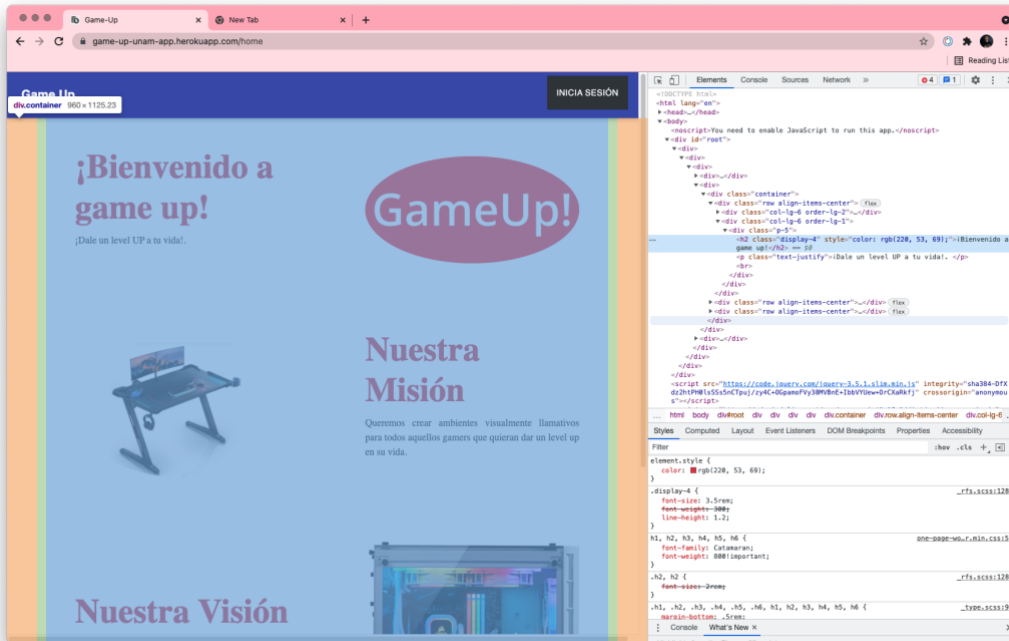 Game-Up
New Tab
game-up-unam-app.herokuapp.com/home
Reading List
Game Up
INICIA SESIÓN
div.container 960 × 1125.23
¡Bienvenido a
game up!
¡Dale un level UP a tu vida!.
GameUp!
Nuestra
Misión
Queremos crear ambientes visualmente llamativos
para todos aquellos gamers que quieran dar un level up
en su vida.
Nuestra Visión
Elements Console Sources Network » 4 1
<!DOCTYPE html>
<html lang="en">
<head>…</head>
<body>
<noscript>You need to enable JavaScript to run this app.</noscript>
<div id="root">
<div>
<div>
<div>
<div>…</div>
<div>
<div class="container">
<div class="row align-items-center"> flex
<div class="col-lg-6 order-lg-2">…</div>
<div class="col-lg-6 order-lg-1">
<div class="p-5">
<h2 class="display-4" style="color: rgb(220, 53, 69);">¡Bienvenido a
game up!</h2> == $0
<p class="text-justify">¡Dale un level UP a tu vida!. </p>
<br>
</div>
</div>
</div>
<div class="row align-items-center">…</div> flex
<div class="row align-items-center">…</div> flex
</div>
</div>
<div>…</div>
</div>
</div>
</div>
<script src="https://code.jquery.com/jquery-3.5.1.slim.min.js" integrity="sha384-DfX
crossorigin="anonymou
s"></script>
… html body div#root div div div div div.container div.row.align-items-center div.col-lg-6
Styles Computed Layout Event Listeners DOM Breakpoints Properties Accessibility
Filter :hov .cls +
element.style {
color: rgb(220, 53, 69);
}
.display-4 { _rfs.scss:128
font-size: 3.5rem;
font-weight: 300;
line-height: 1.2;
}
h1, h2, h3, h4, h5, h6 { one-page-wo…r.min.css:5
font-family: Catamaran;
font-weight: 800!important;
}
.h2, h2 { _rfs.scss:128
font-size: 2rem;
}
.h1, .h2, .h3, .h4, .h5, .h6, h1, h2, h3, h4, h5, h6 { _type.scss:9
margin-bottom: .5rem;
Console What's New ×